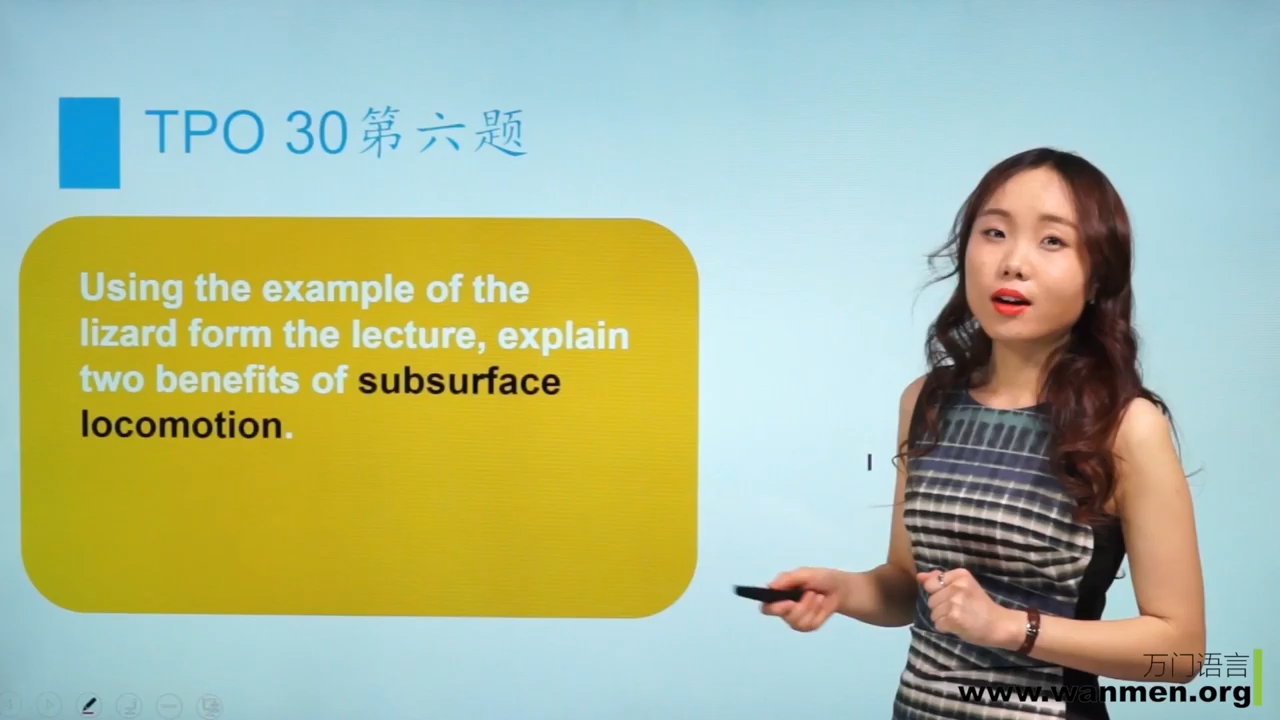 TPO 30第六题
Using the example of the
lizard form the lecture, explain
two benefits of subsurface
locomotion.
万门语言
www.wanmen.org